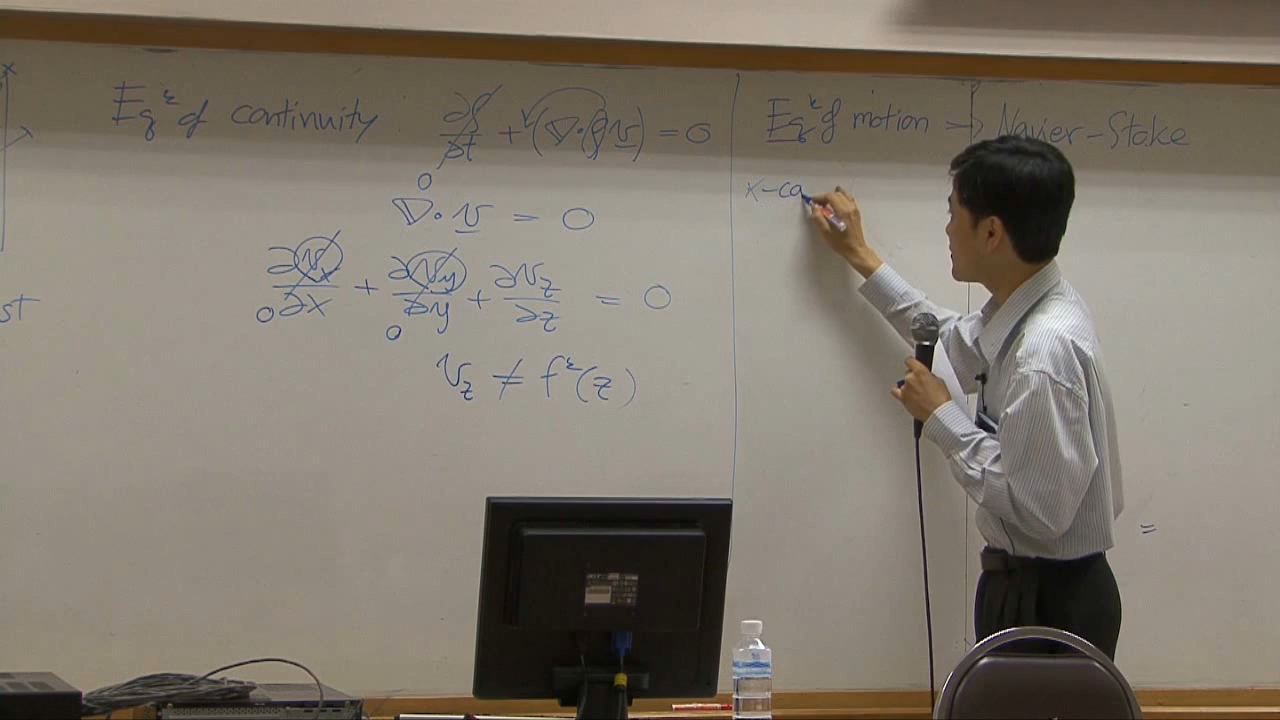 x
st
Eqⁿ of continuity : ∂ρ/∂t + (∇·ρv) = 0
0
∇·v = 0
∂vx/∂x + ∂vy/∂y + ∂vz/∂z = 0
0 0
vz ≠ fⁿ(z)
Eqⁿ of motion → Navier-Stoke
x-co
=